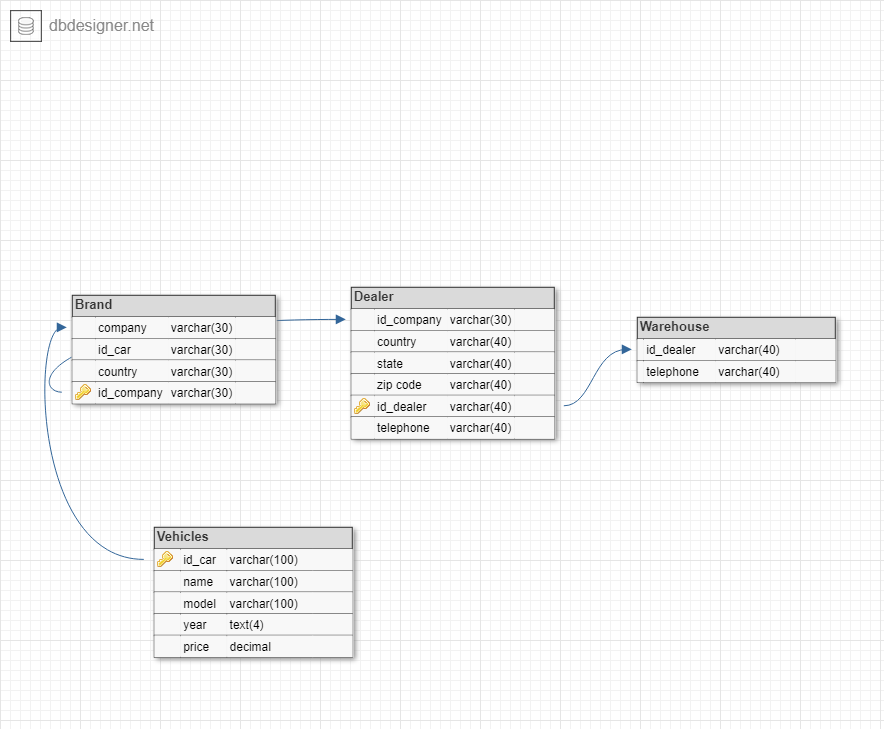 dbdesigner.net
Brand
company varchar(30)
id_car varchar(30)
country varchar(30)
id_company varchar(30)
Dealer
id_company varchar(30)
country varchar(40)
state varchar(40)
zip code varchar(40)
id_dealer varchar(40)
telephone varchar(40)
Warehouse
id_dealer varchar(40)
telephone varchar(40)
Vehicles
id_car varchar(100)
name varchar(100)
model varchar(100)
year text(4)
price decimal